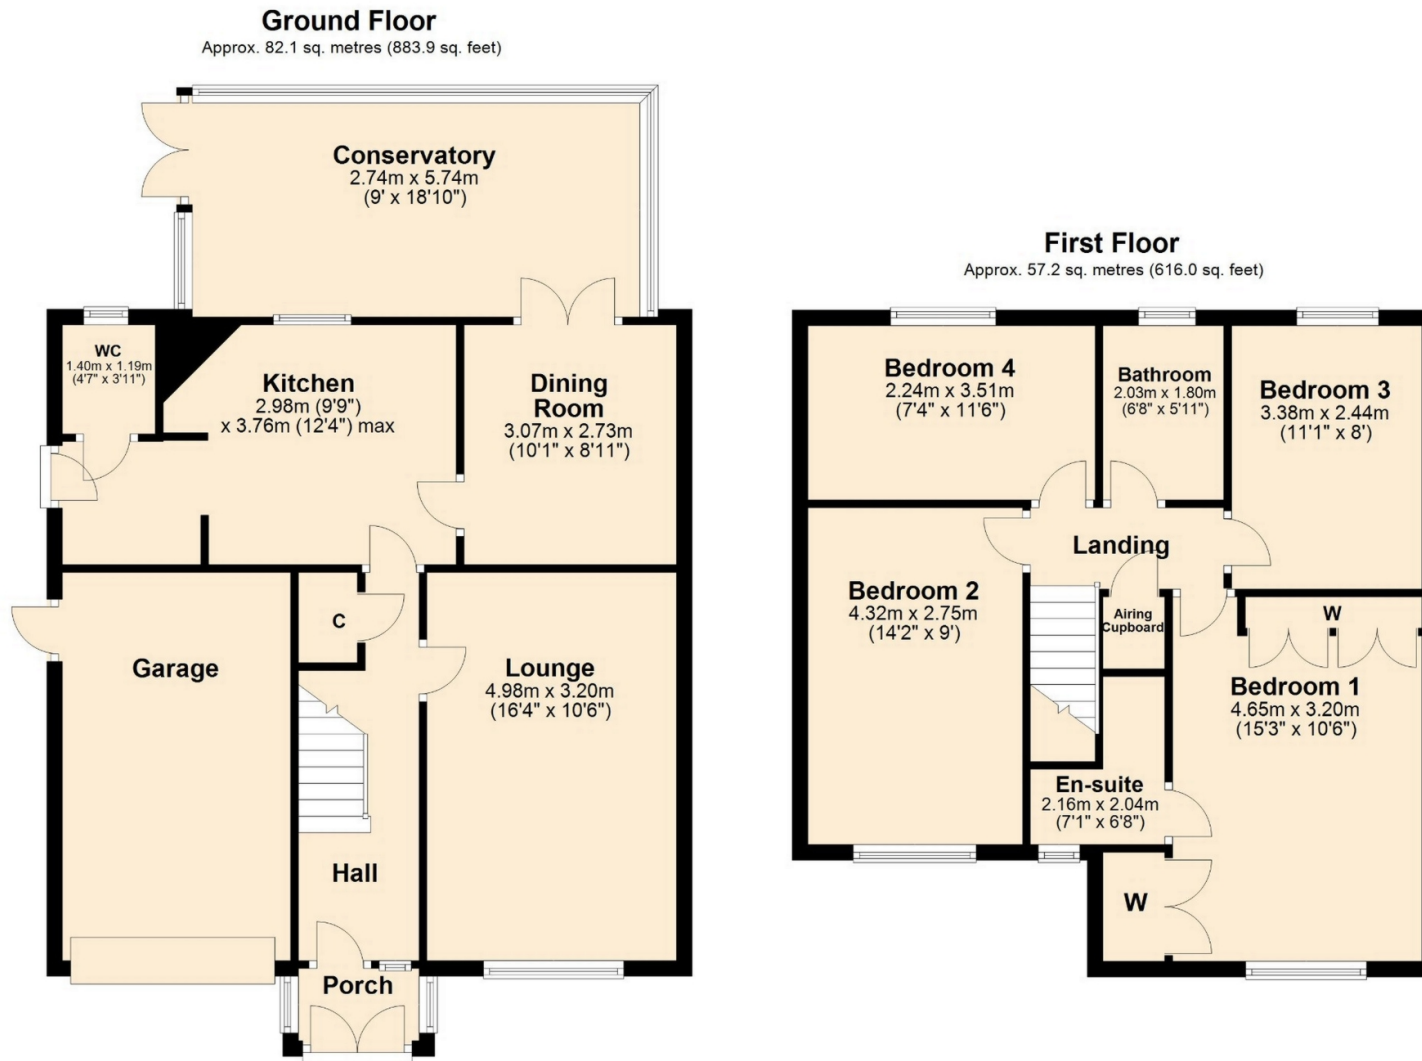 Ground Floor
Approx. 82.1 sq. metres (883.9 sq. feet)
Conservatory
2.74m x 5.74m
(9' x 18'10")
WC
1.40m x 1.19m
(4'7" x 3'11")
Kitchen
2.98m (9'9")
x 3.76m (12'4") max
Dining
Room
3.07m x 2.73m
(10'1" x 8'11")
C
Garage
Lounge
4.98m x 3.20m
(16'4" x 10'6")
Hall
Porch
First Floor
Approx. 57.2 sq. metres (616.0 sq. feet)
Bedroom 4
2.24m x 3.51m
(7'4" x 11'6")
Bathroom
2.03m x 1.80m
(6'8" x 5'11")
Bedroom 3
3.38m x 2.44m
(11'1" x 8')
Landing
Bedroom 2
4.32m x 2.75m
(14'2" x 9')
Airing
Cupboard
W
Bedroom 1
4.65m x 3.20m
(15'3" x 10'6")
En-suite
2.16m x 2.04m
(7'1" x 6'8")
W